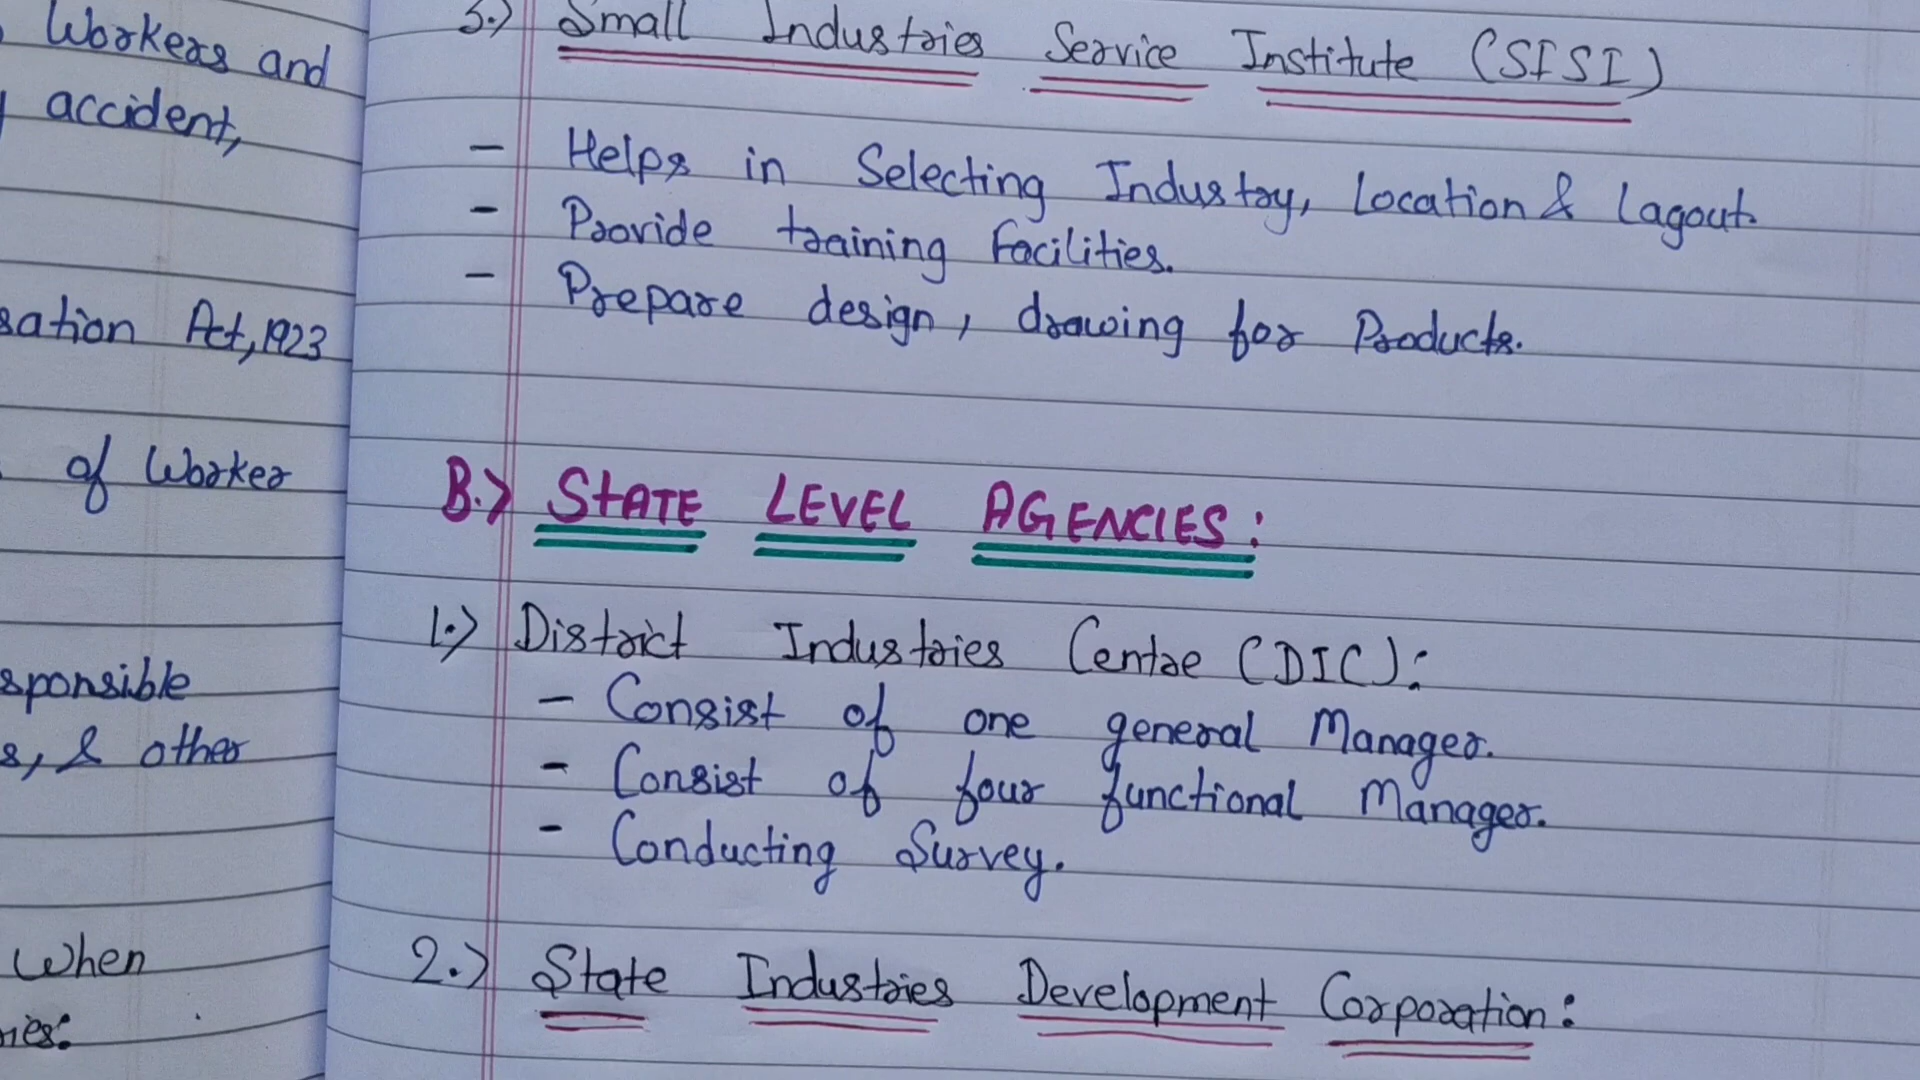 Workers and
accident,
sation Act, 1923
of Worker
sponsible
s, & other
When
ries:
3.) Small Industries Service Institute (SISI)
- Helps in Selecting Industry, Location & Lagout.
- Provide training Facilities.
- Prepare design, drawing for Products.
B.> STATE LEVEL AGENCIES:
1.> District Industries Centre (DIC):
- Consist of one general Manager.
- Consist of four functional Manager.
- Conducting Survey.
2.> State Industries Development Corporation: